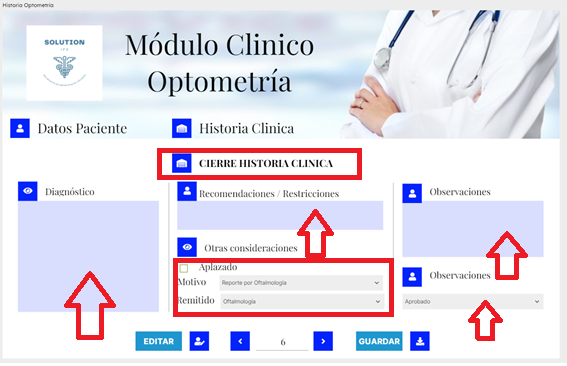 Historia Optometría
SOLUTION
IPS
Módulo Clinico
Optometría
Datos Paciente
Historia Clinica
CIERRE HISTORIA CLINICA
Diagnóstico
Recomendaciones / Restricciones
Observaciones
Otras consideraciones
Aplazado
Motivo
Reporte por Oftalmología
Remitido
Oftalmología
Observaciones
Aprobado
EDITAR
6
GUARDAR